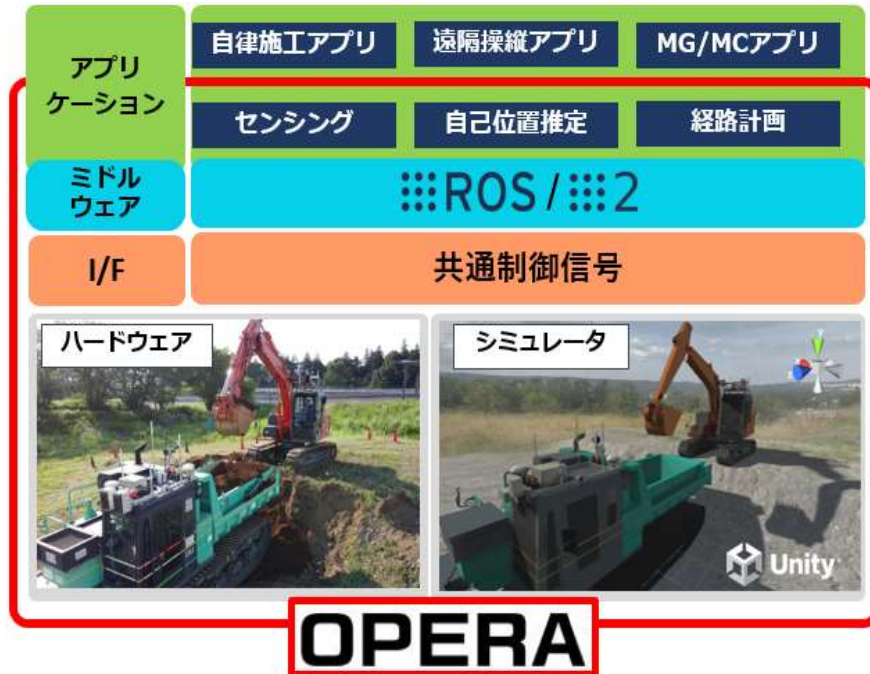 アプリ
ケーション
自律施工アプリ
遠隔操縦アプリ
MG/MCアプリ
センシング
自己位置推定
経路計画
ミドル
ウェア
ROS / 2
I/F
共通制御信号
ハードウェア
シミュレータ
Unity
OPERA